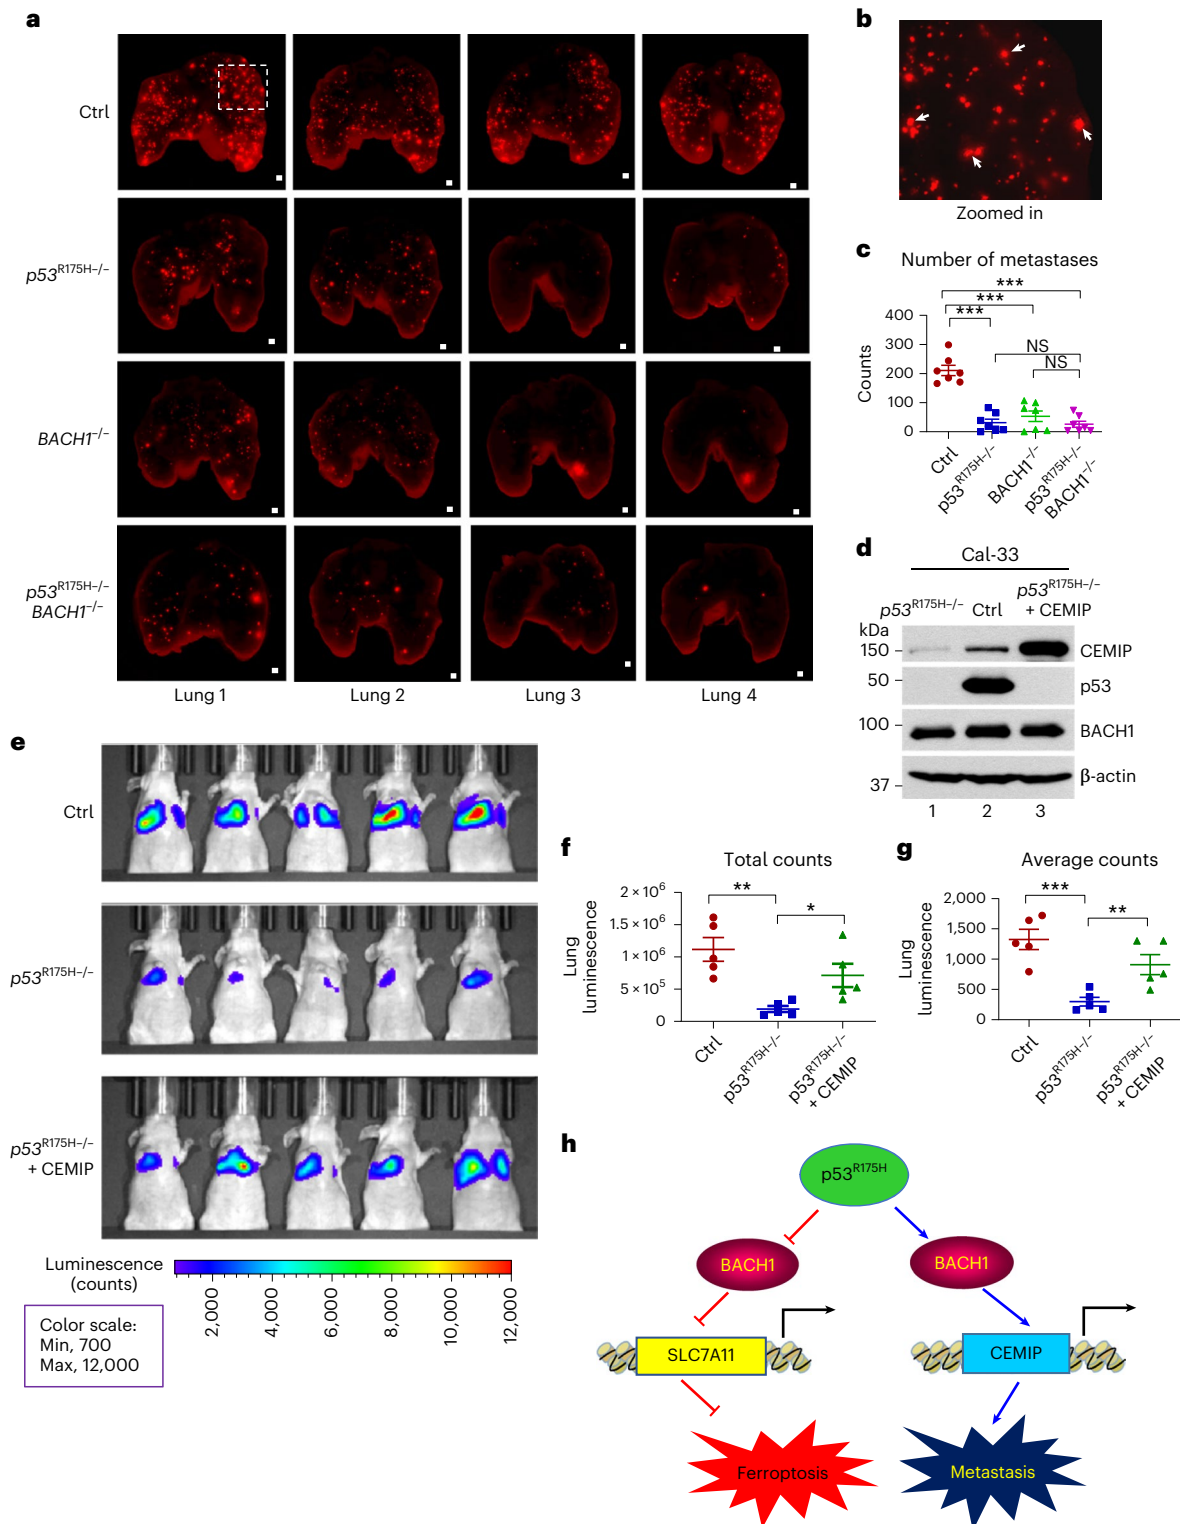 a
Ctrl
p53R175H−/−
BACH1−/−
p53R175H−/−
BACH1−/−
Lung 1
Lung 2
Lung 3
Lung 4
b
Zoomed in
c
Number of metastases
***
***
***
NS
NS
Counts
400
300
200
100
0
Ctrl
p53R175H−/−
BACH1−/−
p53R175H−/−
BACH1−/−
d
Cal-33
p53R175H−/−
Ctrl
p53R175H−/−
+ CEMIP
kDa
150
CEMIP
50
p53
100
BACH1
37
β-actin
1 2 3
e
Ctrl
p53R175H−/−
p53R175H−/−
+ CEMIP
Luminescence
(counts)
2,000
4,000
6,000
8,000
10,000
12,000
Color scale:
Min, 700
Max, 12,000
f
Total counts
**
*
Lung
luminescence
2 × 10⁶
1.5 × 10⁶
1 × 10⁶
5 × 10⁵
0
Ctrl
p53R175H−/−
p53R175H−/−
+ CEMIP
g
Average counts
***
**
Lung
luminescence
2,000
1,500
1,000
500
0
Ctrl
p53R175H−/−
p53R175H−/−
+ CEMIP
h
p53R175H
BACH1
BACH1
SLC7A11
CEMIP
Ferroptosis
Metastasis